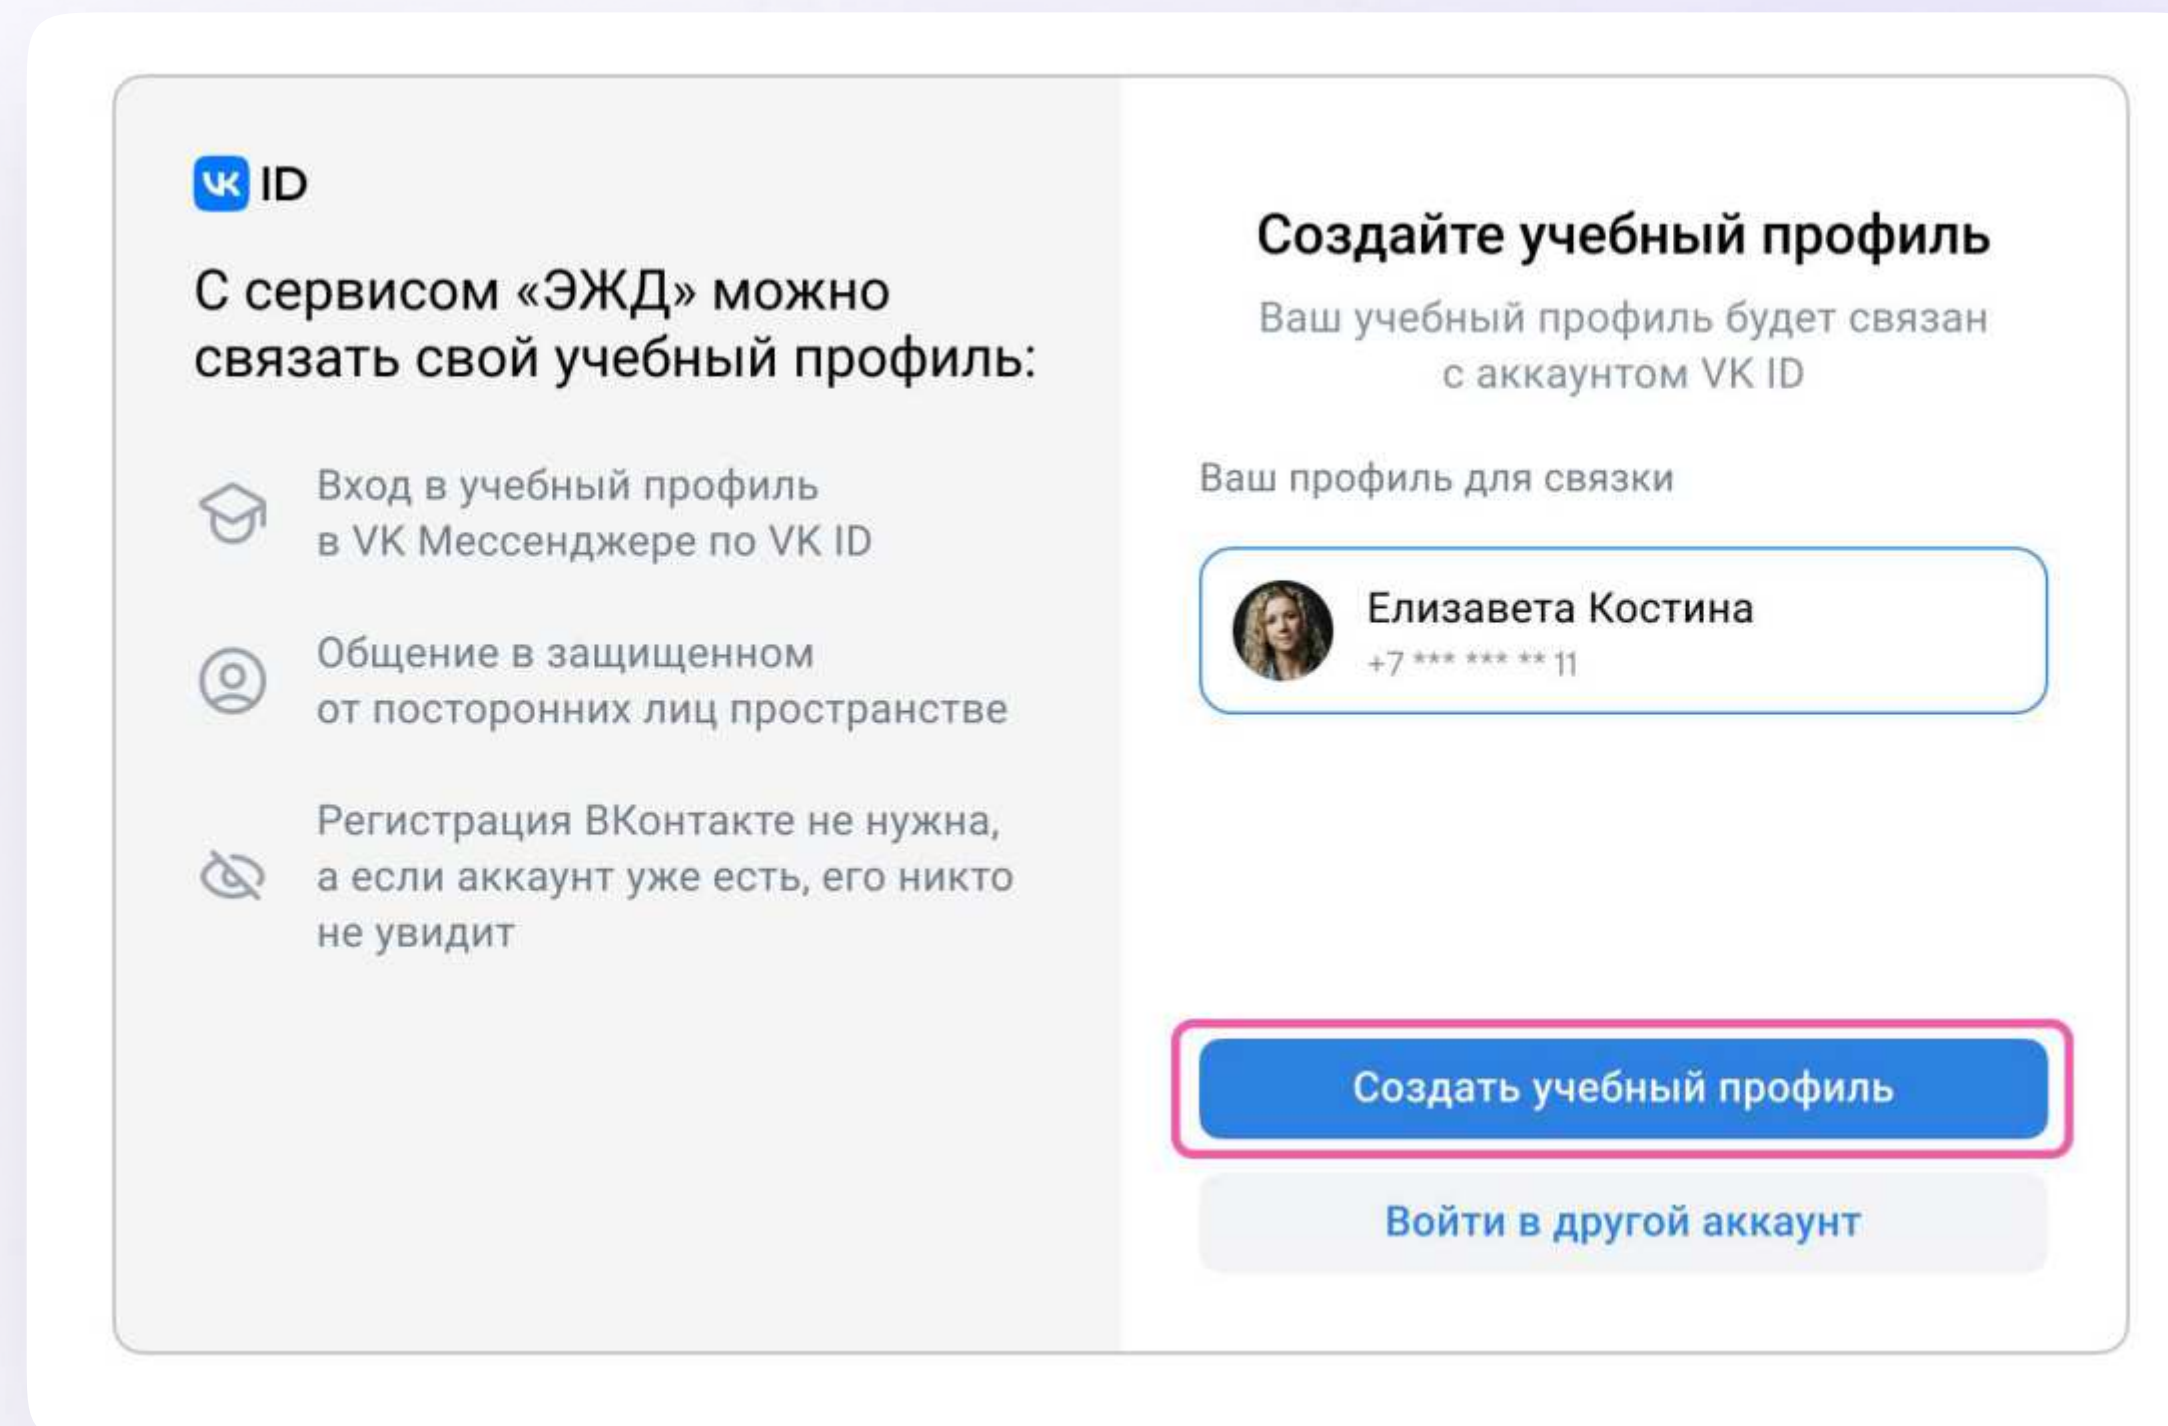 VK ID
С сервисом «ЭЖД» можно
связать свой учебный профиль:
Вход в учебный профиль
в VK Мессенджере по VK ID
Общение в защищенном
от посторонних лиц пространстве
Регистрация ВКонтакте не нужна,
а если аккаунт уже есть, его никто
не увидит
Создайте учебный профиль
Ваш учебный профиль будет связан
с аккаунтом VK ID
Ваш профиль для связки
Елизавета Костина
+7 *** *** ** 11
Создать учебный профиль
Войти в другой аккаунт